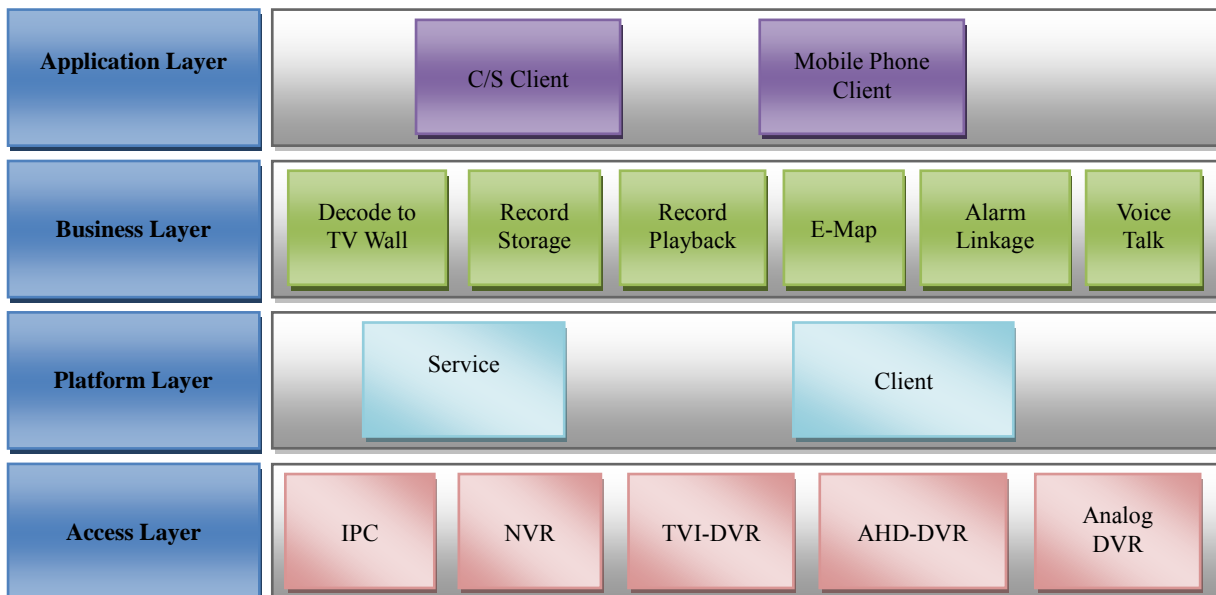 Application Layer
C/S Client
Mobile Phone
Client
Business Layer
Decode to
TV Wall
Record
Storage
Record
Playback
E-Map
Alarm
Linkage
Voice
Talk
Platform Layer
Service
Client
Access Layer
IPC
NVR
TVI-DVR
AHD-DVR
Analog
DVR